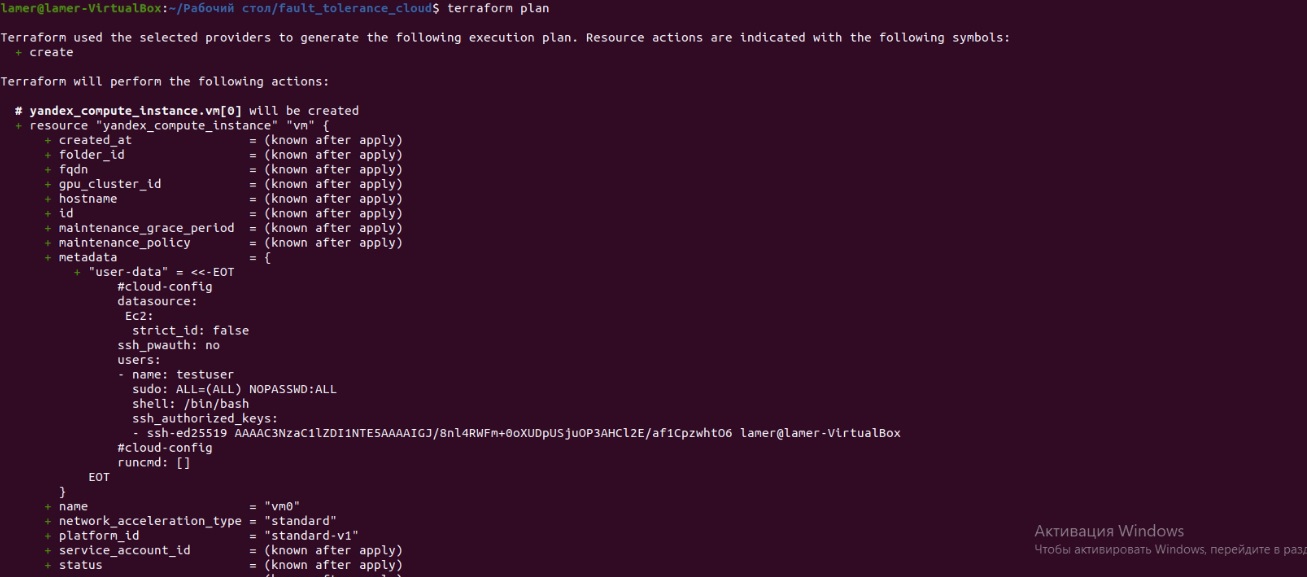 lamer@lamer-VirtualBox:~/Рабочий стол/fault_tolerance_cloud$ terraform plan
Terraform used the selected providers to generate the following execution plan. Resource actions are indicated with the following symbols:
+ create
Terraform will perform the following actions:
# yandex_compute_instance.vm[0] will be created
+ resource "yandex_compute_instance" "vm" {
+ created_at = (known after apply)
+ folder_id = (known after apply)
+ fqdn = (known after apply)
+ gpu_cluster_id = (known after apply)
+ hostname = (known after apply)
+ id = (known after apply)
+ maintenance_grace_period = (known after apply)
+ maintenance_policy = (known after apply)
+ metadata = {
+ "user-data" = <<-EOT
#cloud-config
datasource:
Ec2:
strict_id: false
ssh_pwauth: no
users:
- name: testuser
sudo: ALL=(ALL) NOPASSWD:ALL
shell: /bin/bash
ssh_authorized_keys:
- ssh-ed25519 AAAAC3NzaC1lZDI1NTE5AAAAIGJ/8nl4RWFm+0oXUDpUSjuOP3AHCl2E/af1CpzwhtO6 lamer@lamer-VirtualBox
#cloud-config
runcmd: []
EOT
}
+ name = "vm0"
+ network_acceleration_type = "standard"
+ platform_id = "standard-v1"
+ service_account_id = (known after apply)
+ status = (known after apply)
Активация Windows
Чтобы активировать Windows, перейдите в разд